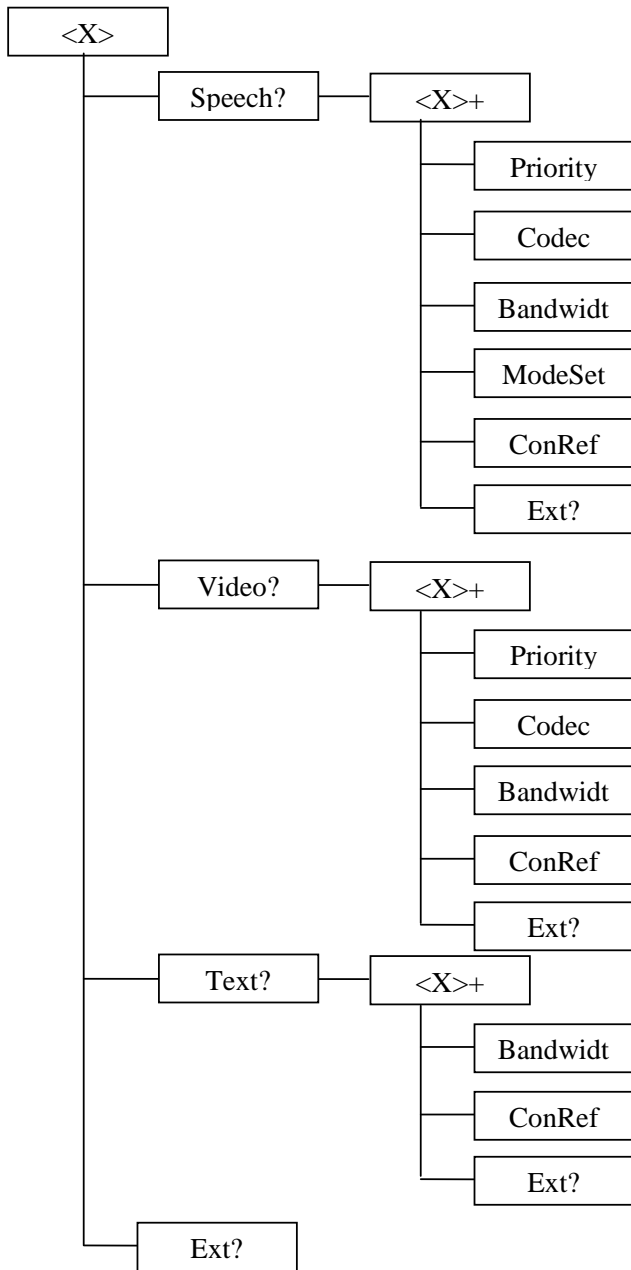 <X>
Speech?
<X>+
Priority
Codec
Bandwidt
ModeSet
ConRef
Ext?
Video?
<X>+
Priority
Codec
Bandwidt
ConRef
Ext?
Text?
<X>+
Bandwidt
ConRef
Ext?
Ext?